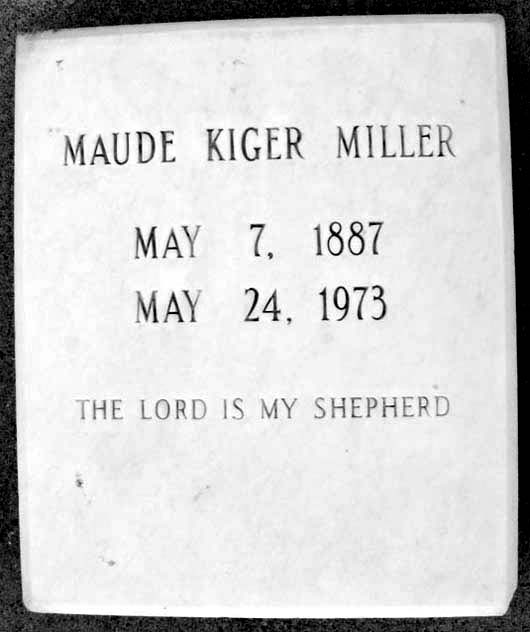 MAUDE KIGER MILLER
MAY 7, 1887
MAY 24, 1973
THE LORD IS MY SHEPHERD